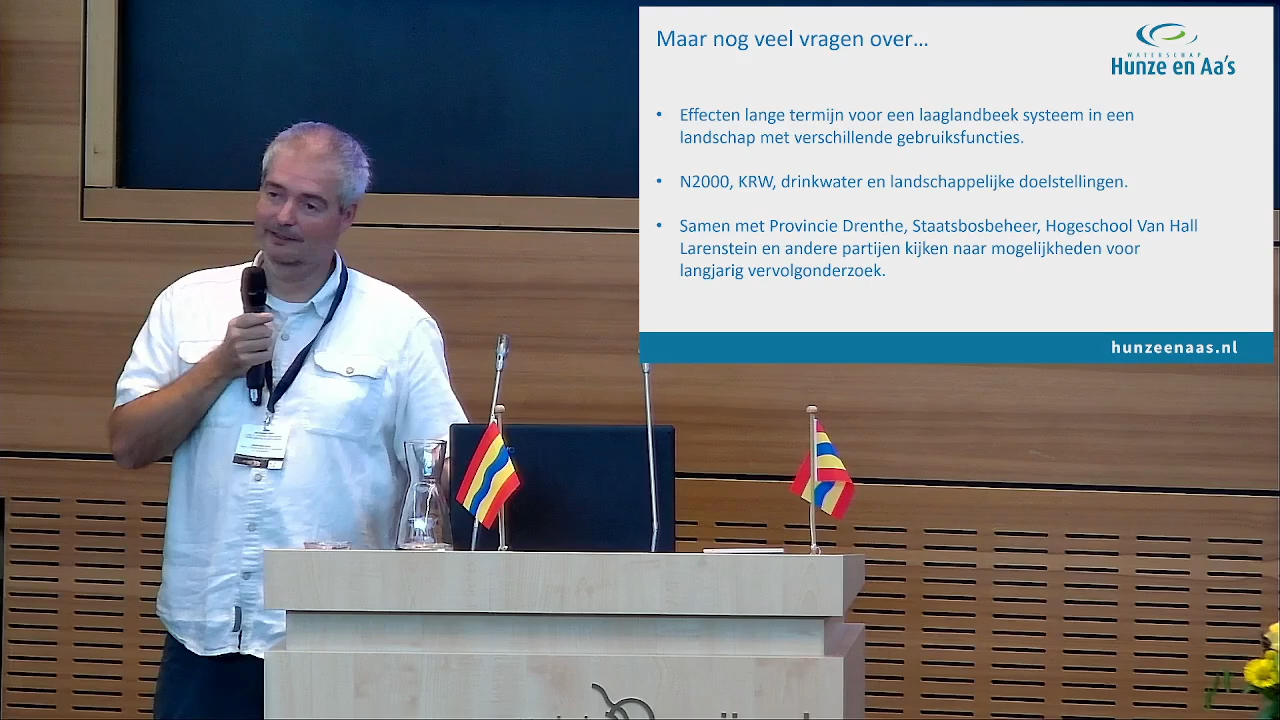 Maar nog veel vragen over...
WATERSCHAP
Hunze en Aa's
• Effecten lange termijn voor een laaglandbeek systeem in een
landschap met verschillende gebruiksfuncties.
• N2000, KRW, drinkwater en landschappelijke doelstellingen.
• Samen met Provincie Drenthe, Staatsbosbeheer, Hogeschool Van Hall
Larenstein en andere partijen kijken naar mogelijkheden voor
langjarig vervolgonderzoek.
hunzeenaas.nl